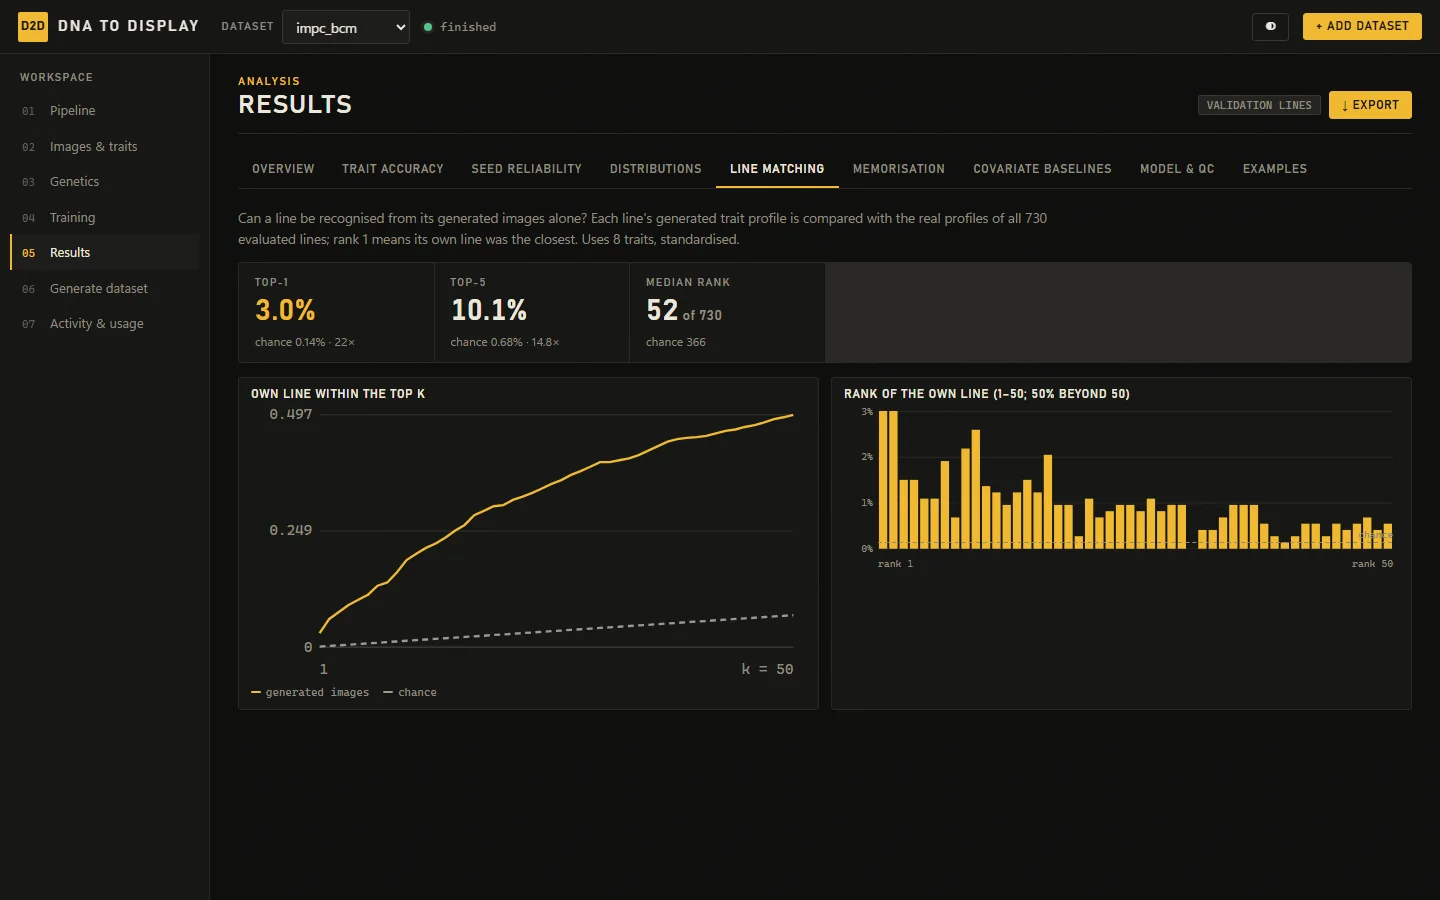 D2D DNA TO DISPLAY DATASET impc_bcm finished + ADD DATASET
WORKSPACE
01 Pipeline
02 Images & traits
03 Genetics
04 Training
05 Results
06 Generate dataset
07 Activity & usage
ANALYSIS
RESULTS
VALIDATION LINES ↓ EXPORT
OVERVIEW TRAIT ACCURACY SEED RELIABILITY DISTRIBUTIONS LINE MATCHING MEMORISATION COVARIATE BASELINES MODEL & QC EXAMPLES
Can a line be recognised from its generated images alone? Each line's generated trait profile is compared with the real profiles of all 730
evaluated lines; rank 1 means its own line was the closest. Uses 8 traits, standardised.
TOP-1
3.0%
chance 0.14% · 22×
TOP-5
10.1%
chance 0.68% · 14.8×
MEDIAN RANK
52 of 730
chance 366
OWN LINE WITHIN THE TOP K
0.497
0.249
0
1 k = 50
generated images chance
RANK OF THE OWN LINE (1–50; 50% BEYOND 50)
3%
2%
1%
chance
0%
rank 1 rank 50